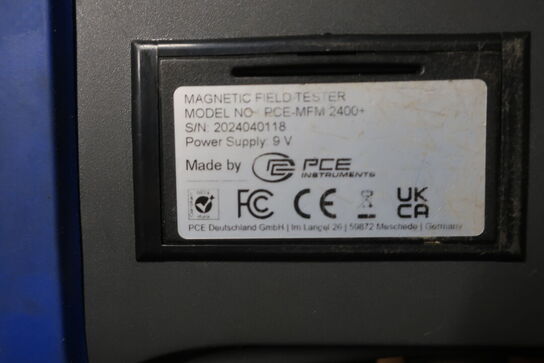 MAGNETIC FIELD TESTER
MODEL NO: PCE-MFM 2400+
S/N: 2024040118
Power Supply: 9 V
Made by PCE
INSTRUMENTS
FC CE UK
CA
PCE Deutschland GmbH | Im Langel 26 | 59872 Meschede | Germany